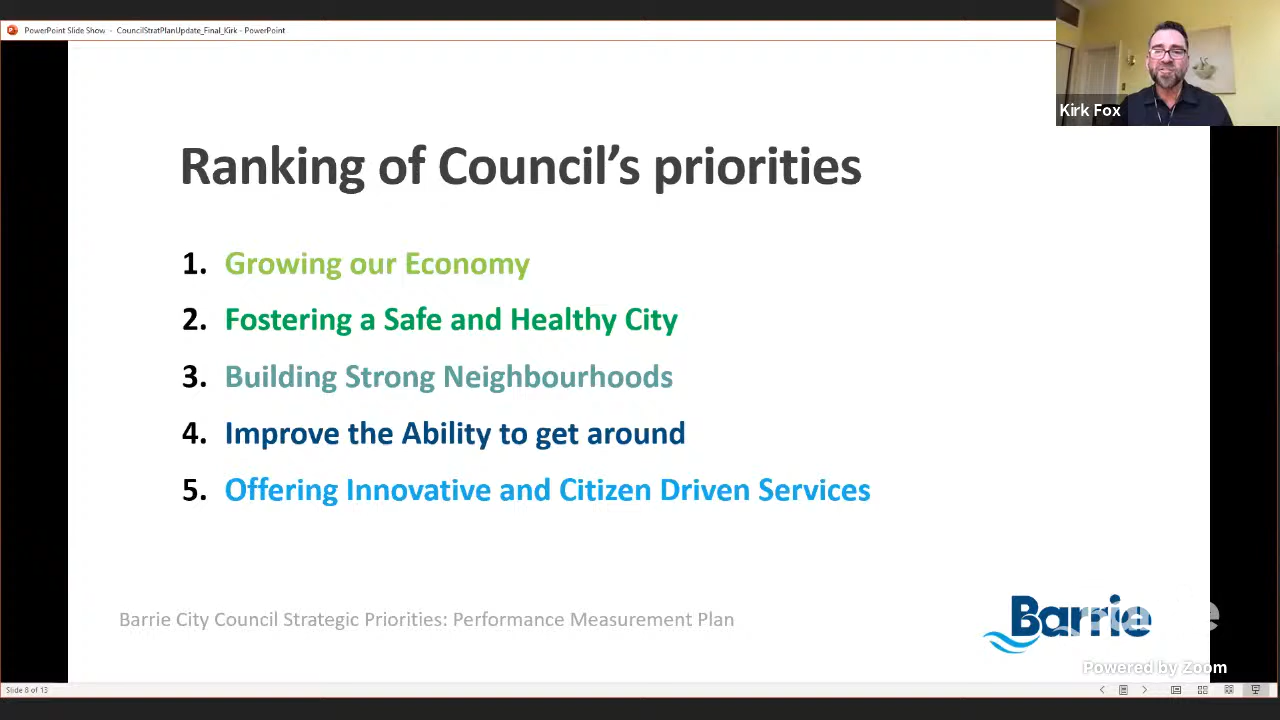 PowerPoint Slide Show - CouncilStratPlanUpdate_Final_Kirk - PowerPoint
Kirk Fox
Ranking of Council's priorities
1. Growing our Economy
2. Fostering a Safe and Healthy City
3. Building Strong Neighbourhoods
4. Improve the Ability to get around
5. Offering Innovative and Citizen Driven Services
Barrie City Council Strategic Priorities: Performance Measurement Plan
Barrie
Powered by Zoom
Slide 8 of 13